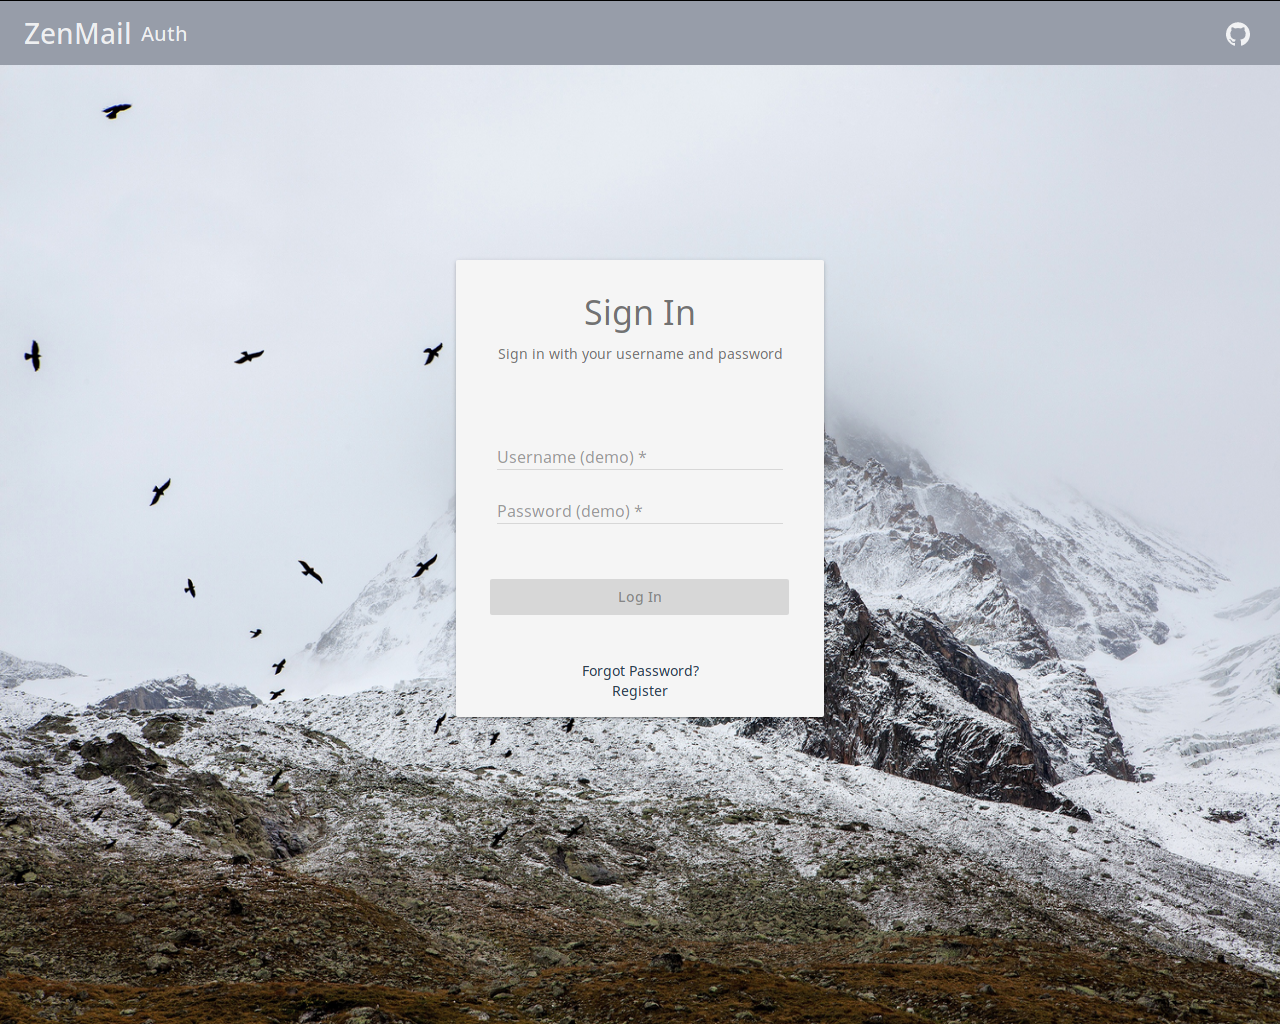 ZenMail Auth
Sign In
Sign in with your username and password
Username (demo) *
Password (demo) *
Log In
Forgot Password?
Register